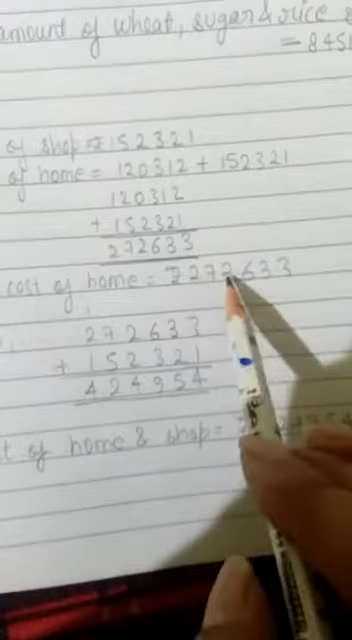 amount of wheat, sugar & rice
= 845
of shop = 152321
of home = 120312 + 152321
120312
+ 152321
272633
cost of home = ₹ 272633
272633
+ 152321
424954
of home & shop =